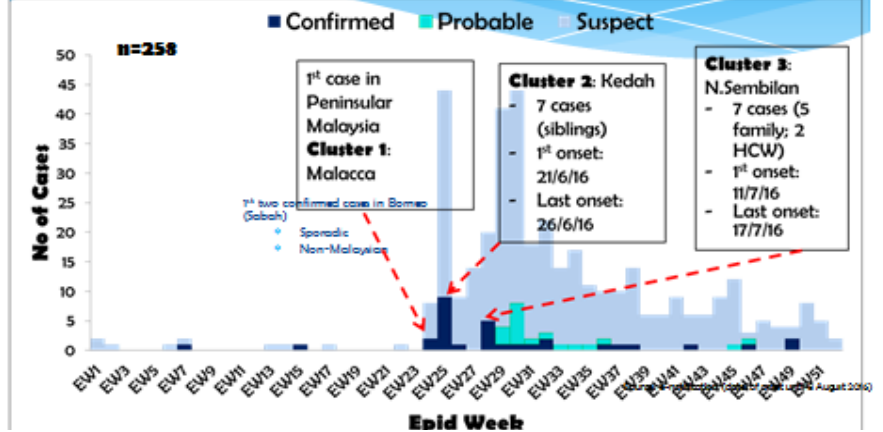 Confirmed Probable Suspect
n=258
50
45
40
35
30
25
20
15
10
5
0
No of Cases
1st case in
Peninsular
Malaysia
Cluster 1:
Malacca
Cluster 2: Kedah
- 7 cases
(siblings)
- 1st onset:
21/6/16
- Last onset:
26/6/16
Cluster 3:
N.Sembilan
- 7 cases (5
family; 2
HCW)
- 1st onset:
11/7/16
- Last onset:
17/7/16
1st two confirmed cases in Borneo
(Sabah)
Sporadic
Non-Malaysian
EW1 EW3 EW5 EW7 EW9 EW11 EW13 EW15 EW17 EW19 EW21 EW23 EW25 EW27 EW29 EW31 EW33 EW35 EW37 EW39 EW41 EW43 EW45 EW47 EW49 EW51
August 2016)
Epid Week